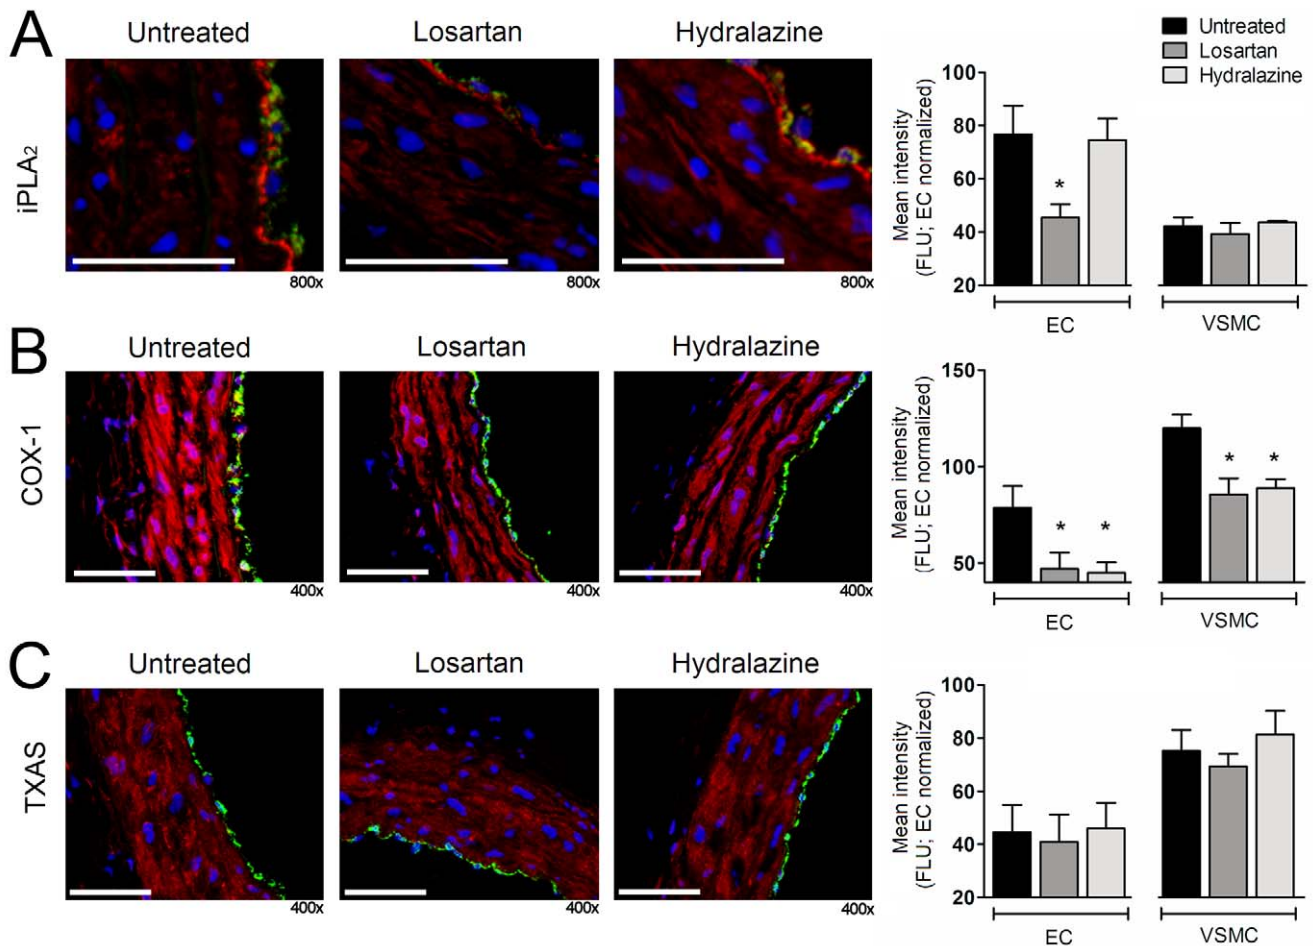 A
Untreated
Losartan
Hydralazine
iPLA₂
800x
800x
800x
Untreated
Losartan
Hydralazine
Mean intensity
(FLU; EC normalized)
100
80
60
40
20
*
EC
VSMC
B
Untreated
Losartan
Hydralazine
COX-1
400x
400x
400x
Mean intensity
(FLU; EC normalized)
150
100
50
* *
* *
EC
VSMC
C
Untreated
Losartan
Hydralazine
TXAS
400x
400x
400x
Mean intensity
(FLU; EC normalized)
100
80
60
40
20
EC
VSMC